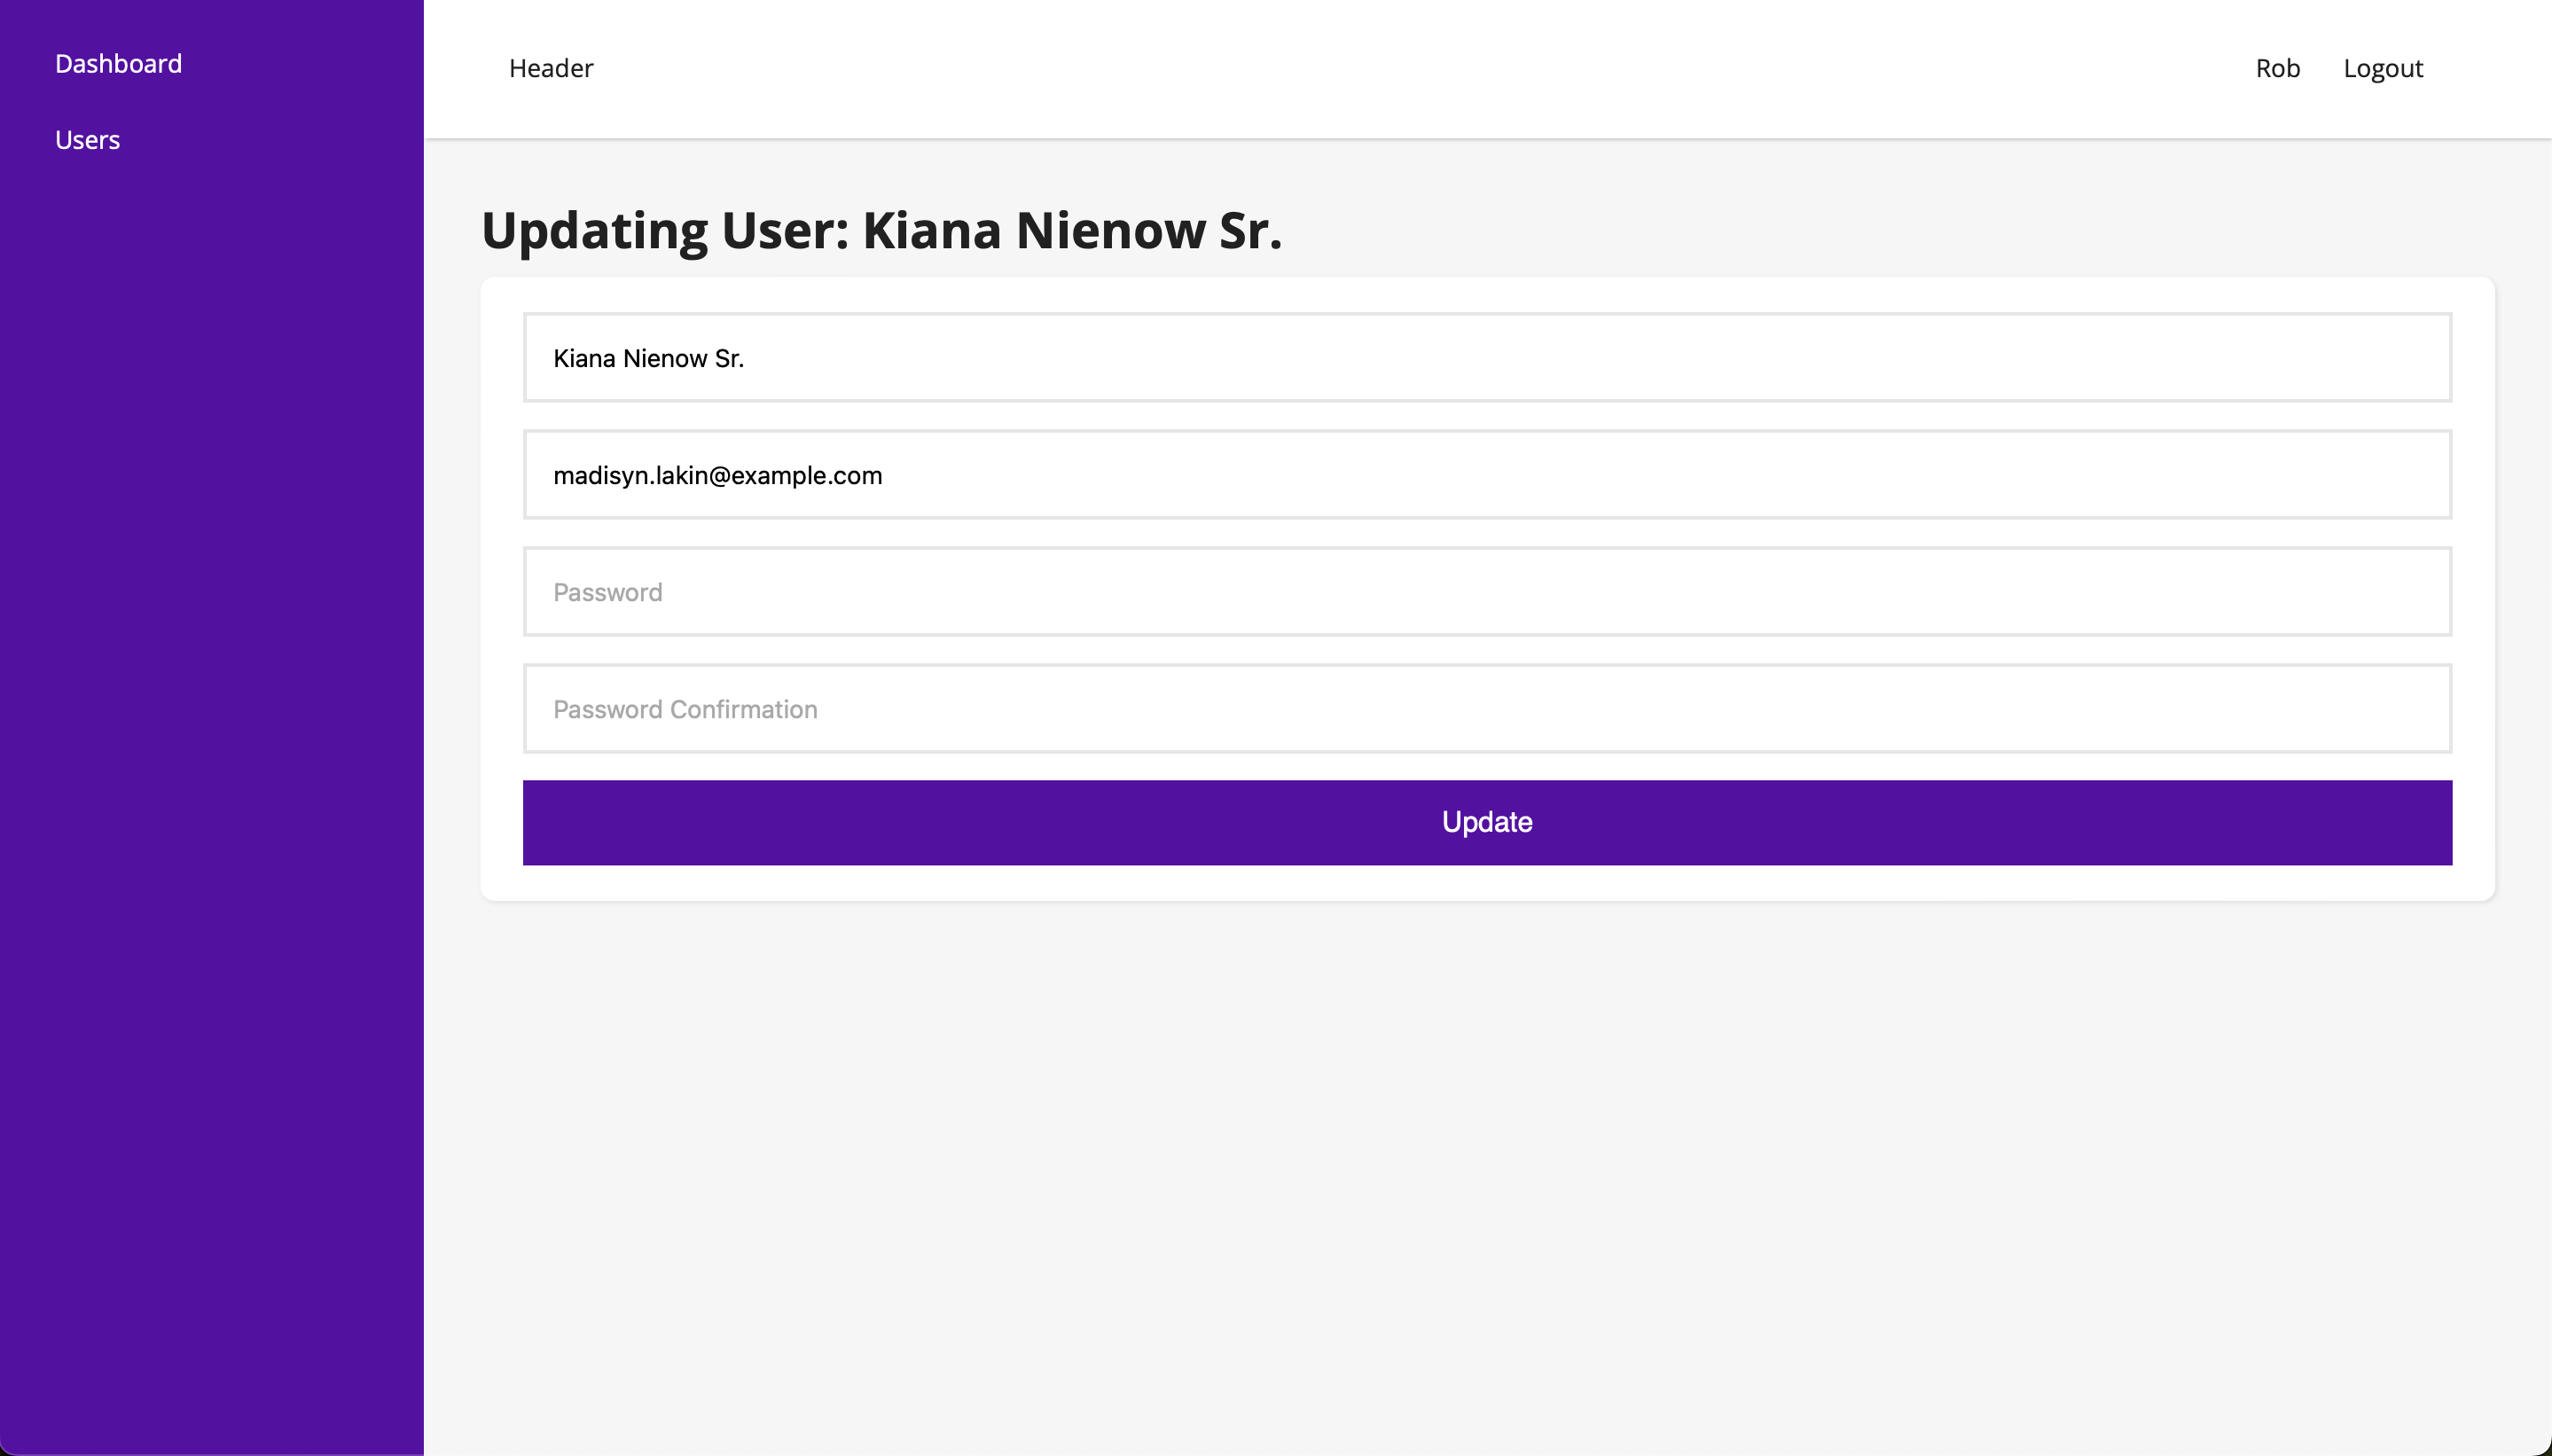 Dashboard
Users
Header
Rob
Logout
Updating User: Kiana Nienow Sr.
Kiana Nienow Sr.
madisyn.lakin@example.com
Password
Password Confirmation
Update